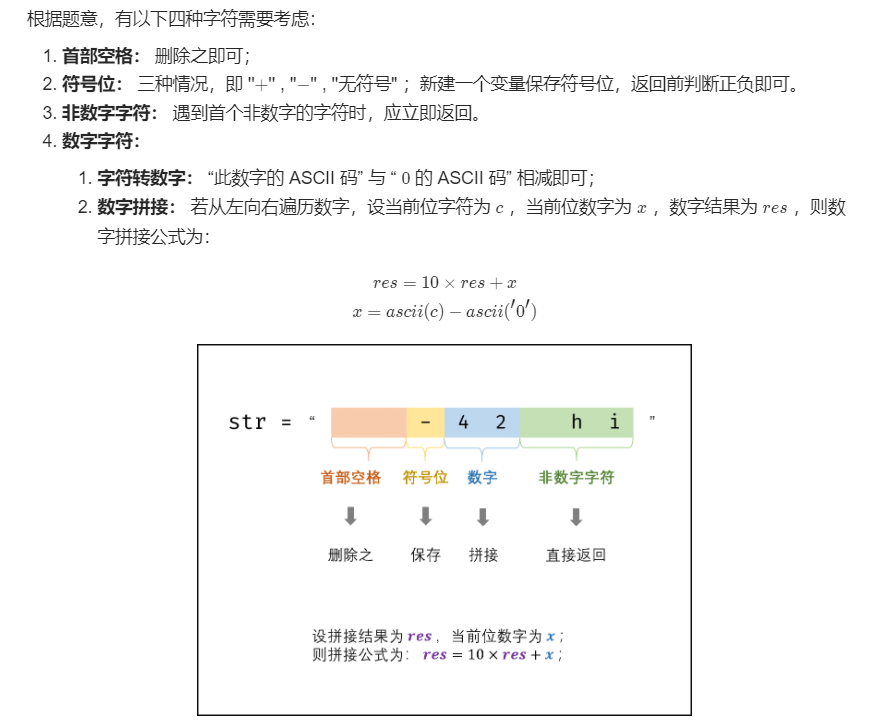 根据题意，有以下四种字符需要考虑：
1. 首部空格： 删除之即可；
2. 符号位： 三种情况，即 "+" , "−" , "无符号" ；新建一个变量保存符号位，返回前判断正负即可。
3. 非数字字符： 遇到首个非数字的字符时，应立即返回。
4. 数字字符：
1. 字符转数字： “此数字的 ASCII 码” 与 “ 0 的 ASCII 码” 相减即可；
2. 数字拼接： 若从左向右遍历数字，设当前位字符为 c ，当前位数字为 x ，数字结果为 res ，则数
字拼接公式为：
res = 10 × res + x
x = ascii(c) − ascii('0')
str = “ - 4 2 h i ”
首部空格 符号位 数字 非数字字符
删除之 保存 拼接 直接返回
设拼接结果为 res ，当前位数字为 x ；
则拼接公式为： res = 10 × res + x ；